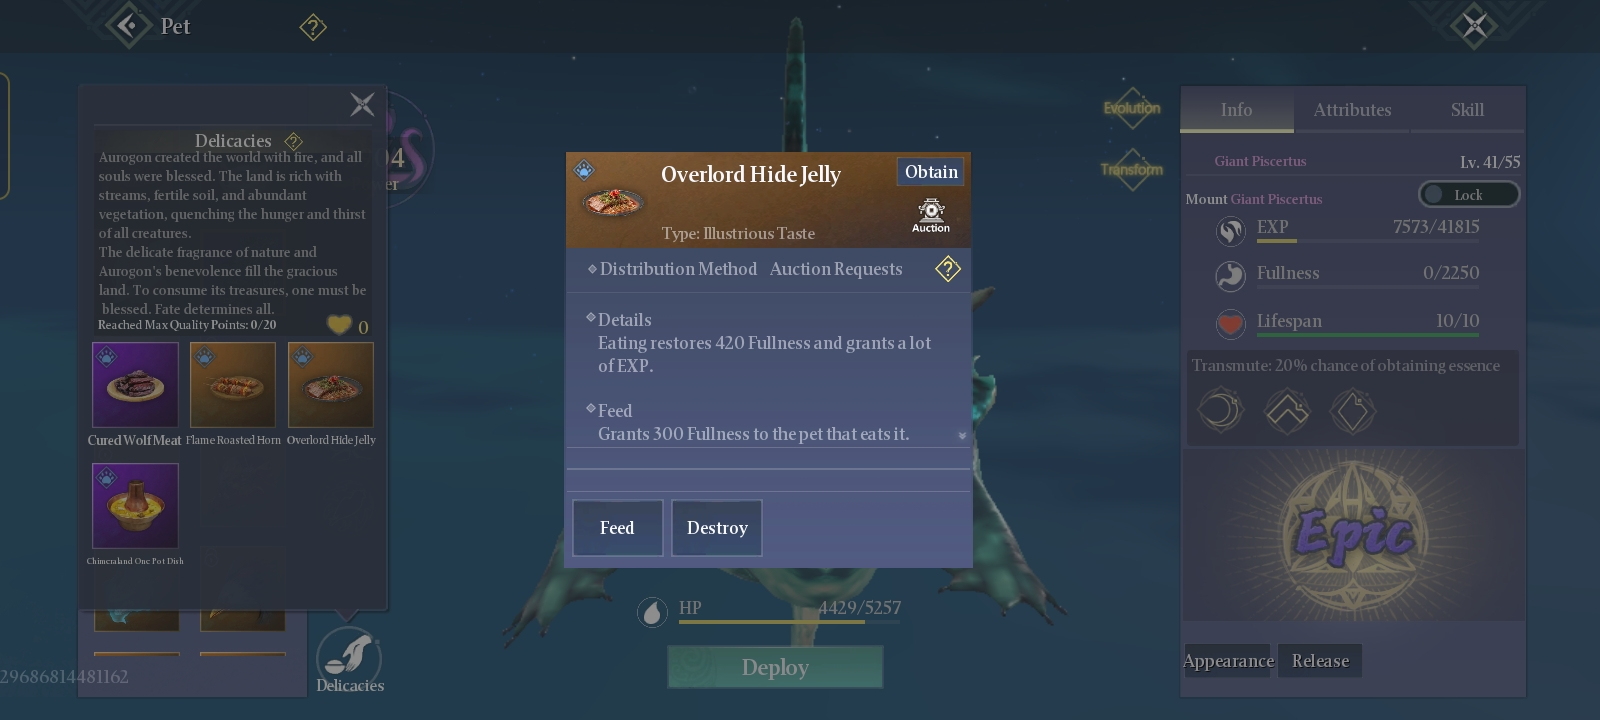 Pet
?
Delicacies ?
Aurogon created the world with fire, and all
souls were blessed. The land is rich with
streams, fertile soil, and abundant
vegetation, quenching the hunger and thirst
of all creatures.
The delicate fragrance of nature and
Aurogon's benevolence fill the gracious
land. To consume its treasures, one must be
blessed. Fate determines all.
Reached Max Quality Points: 0/20
0
Cured Wolf Meat
Flame Roasted Horn
Overlord Hide Jelly
Chimeraland One Pot Dish
29686814481162
Delicacies
Overlord Hide Jelly
Obtain
Auction
Type: Illustrious Taste
Distribution Method Auction Requests ?
Details
Eating restores 420 Fullness and grants a lot
of EXP.
Feed
Grants 300 Fullness to the pet that eats it.
Feed
Destroy
HP 4429/5257
Deploy
Evolution
Transform
Info
Attributes
Skill
Giant Piscertus Lv. 41/55
Mount Giant Piscertus
Lock
EXP 7573/41815
Fullness 0/2250
Lifespan 10/10
Transmute: 20% chance of obtaining essence
Epic
Appearance
Release